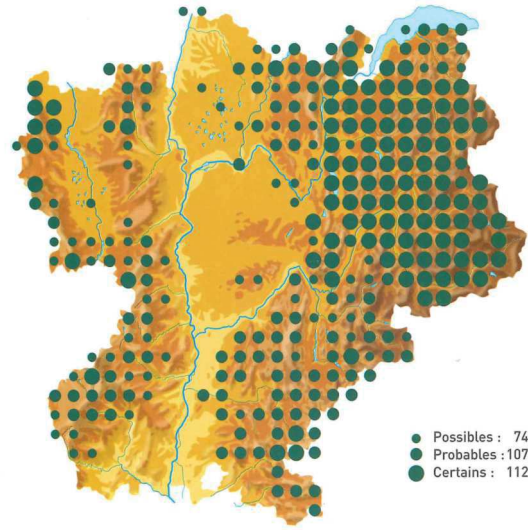 Possibles : 74
Probables : 107
Certains : 112